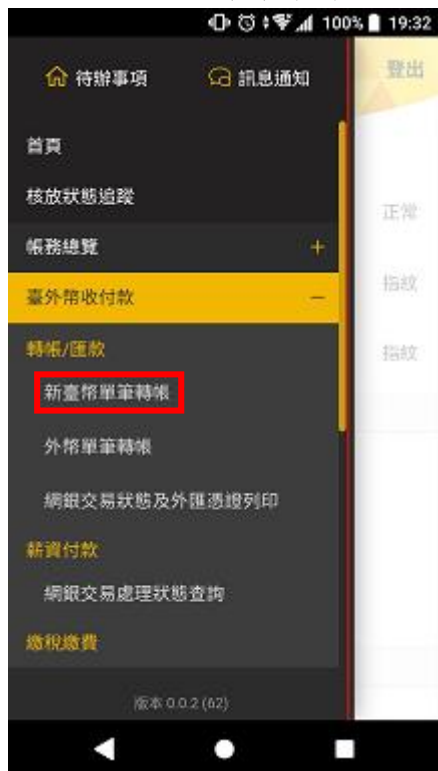 100% 19:32
待辦事項 訊息通知 登出
首頁
核放狀態追蹤
正常
帳務總覽 +
指紋
臺外幣收付款 −
轉帳/匯款
指紋
新臺幣單筆轉帳
外幣單筆轉帳
網銀交易狀態及外匯憑證列印
薪資付款
網銀交易處理狀態查詢
繳稅繳費
版本 0.0.2 (62)